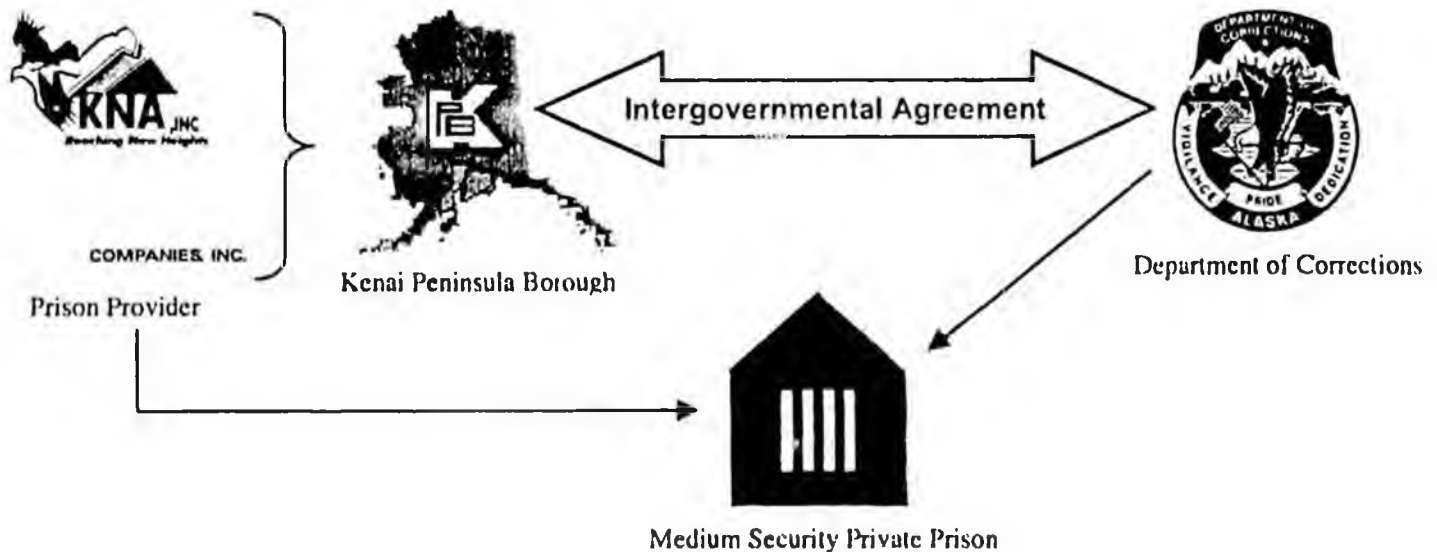 KNA, INC
Reaching New Heights
COMPANIES, INC.
Prison Provider
KPB
Kenai Peninsula Borough
Intergovernmental Agreement
DEPARTMENT OF
CORRECTIONS
VIGILANCE
PRIDE
DEDICATION
ALASKA
Department of Corrections
Medium Security Private Prison